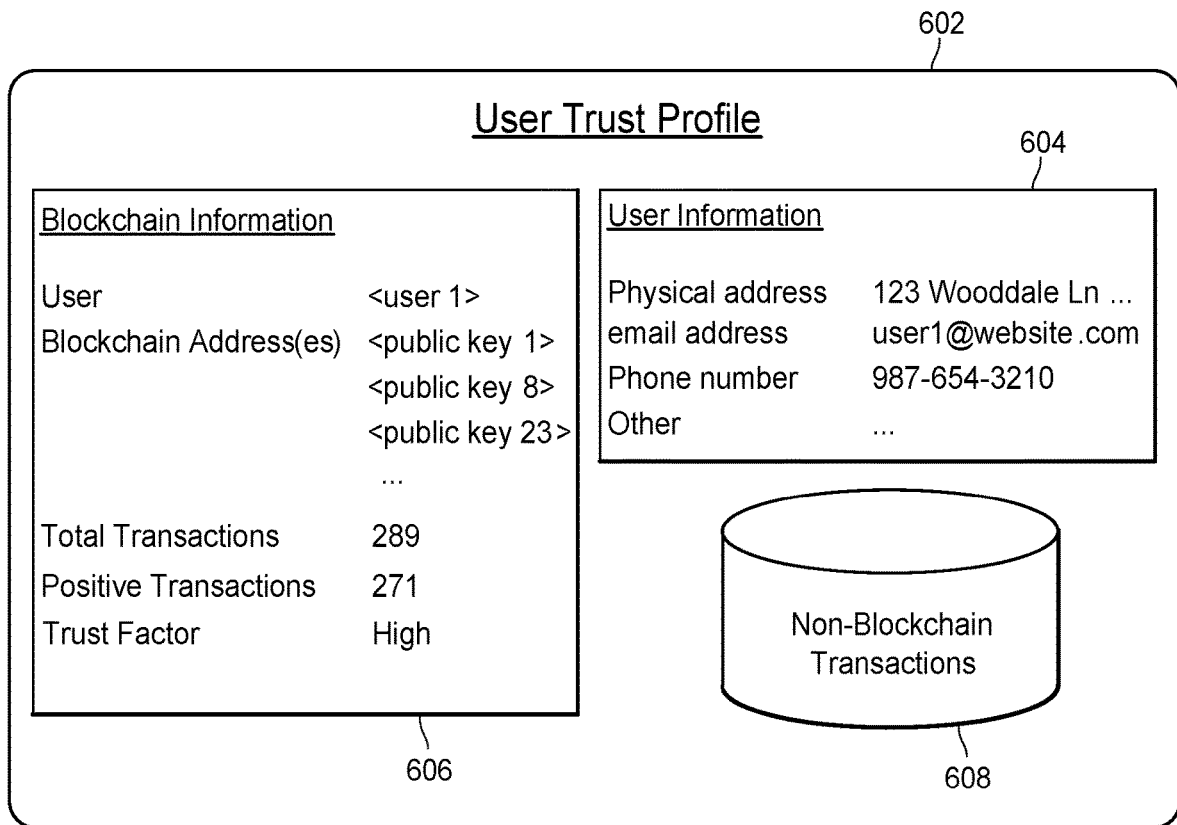 602
User Trust Profile
604
Blockchain Information
User <user 1>
Blockchain Address(es) <public key 1>
<public key 8>
<public key 23>
...
Total Transactions 289
Positive Transactions 271
Trust Factor High
606
User Information
Physical address 123 Wooddale Ln ...
email address user1@website.com
Phone number 987-654-3210
Other ...
Non-Blockchain
Transactions
608